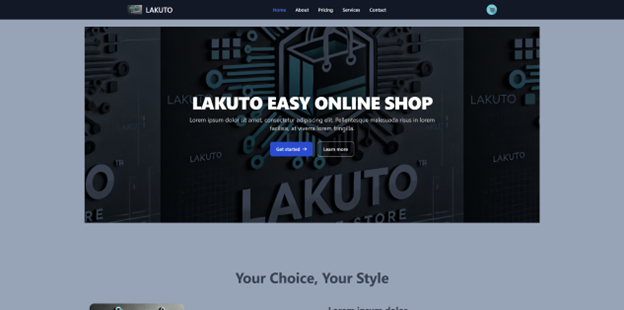 LAKUTO
Home About Pricing Services Contact
LAKUTO EASY ONLINE SHOP
Lorem ipsum dolor sit amet, consectetur adipiscing elit. Pellentesque malesuada risus in lorem
facilisis, at viverra lorem fringilla.
Get started → Learn more
LAKUTO
LAKUTO
LAKUTO
LAKUTO
LAKUTO
Your Choice, Your Style
Lorem ipsum dolor